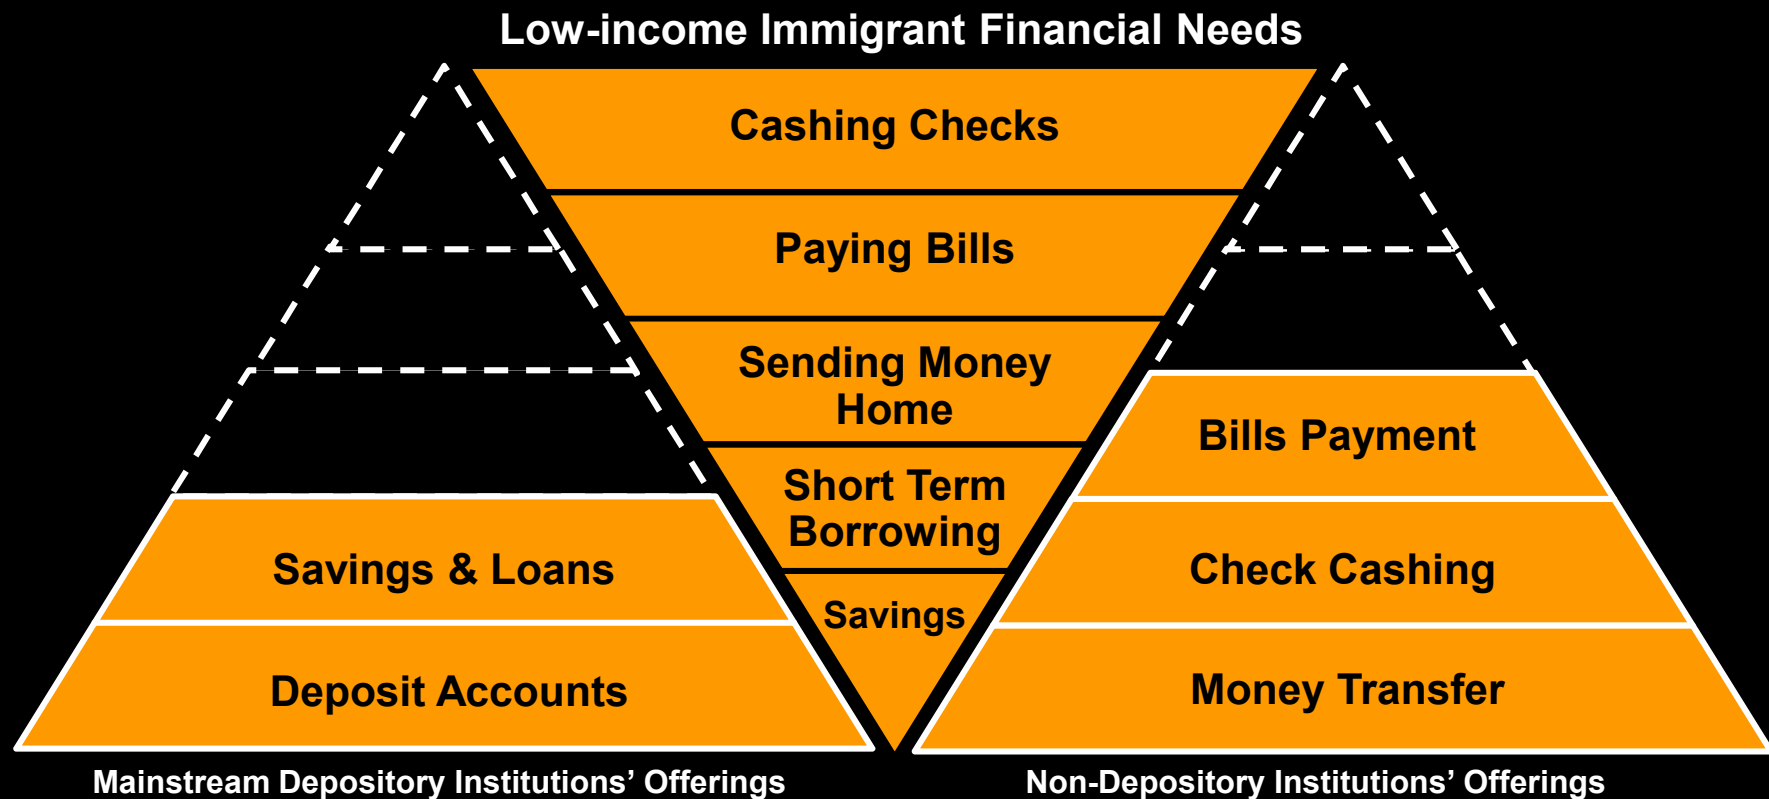 Low-income Immigrant Financial Needs
Cashing Checks
Paying Bills
Sending Money
Home
Short Term
Borrowing
Savings
Savings & Loans
Deposit Accounts
Mainstream Depository Institutions’ Offerings
Bills Payment
Check Cashing
Money Transfer
Non-Depository Institutions’ Offerings